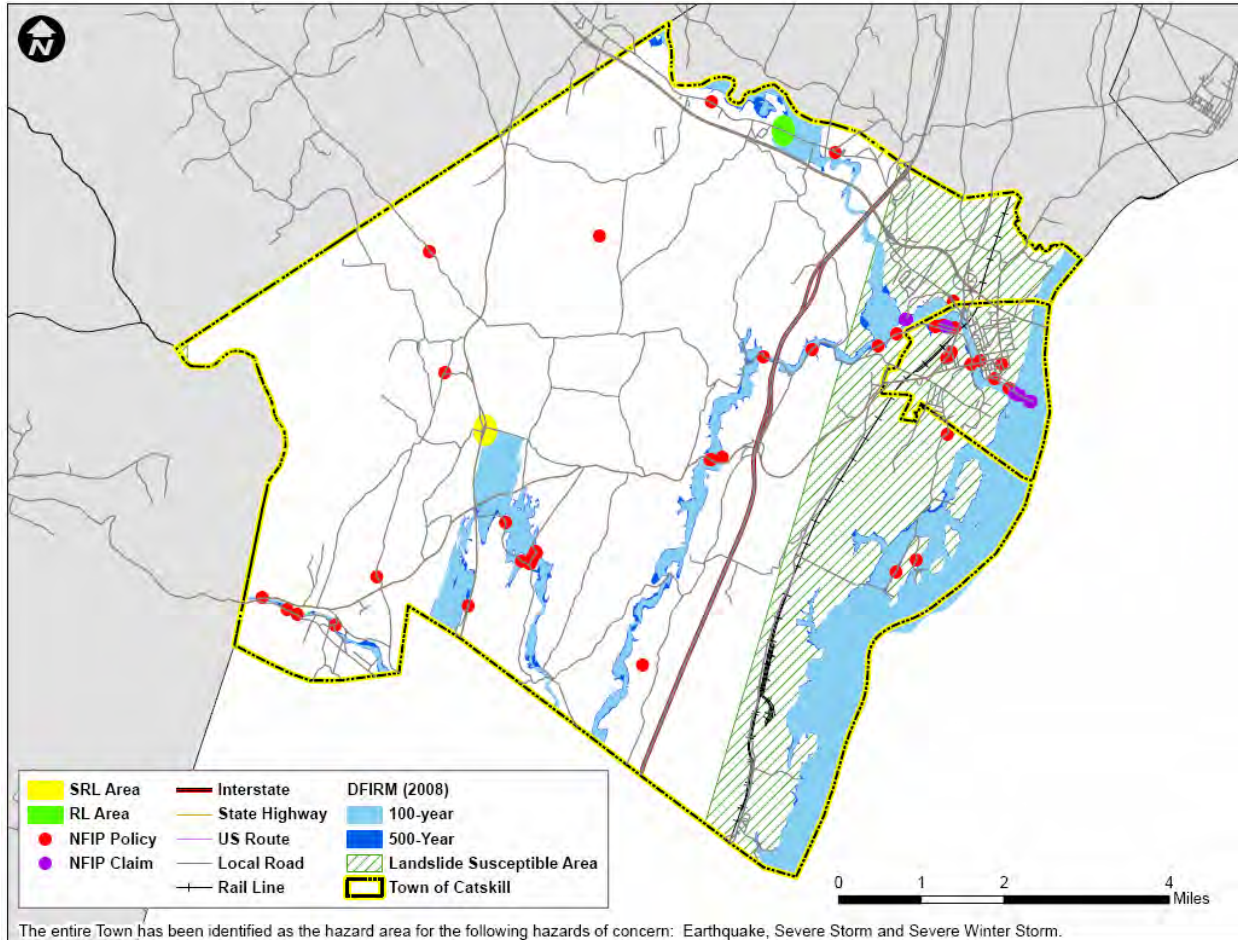 N
SRL Area
RL Area
NFIP Policy
NFIP Claim
Interstate
State Highway
US Route
Local Road
Rail Line
DFIRM (2008)
100-year
500-Year
Landslide Susceptible Area
Town of Catskill
0 1 2 4
Miles
The entire Town has been identified as the hazard area for the following hazards of concern: Earthquake, Severe Storm and Severe Winter Storm.